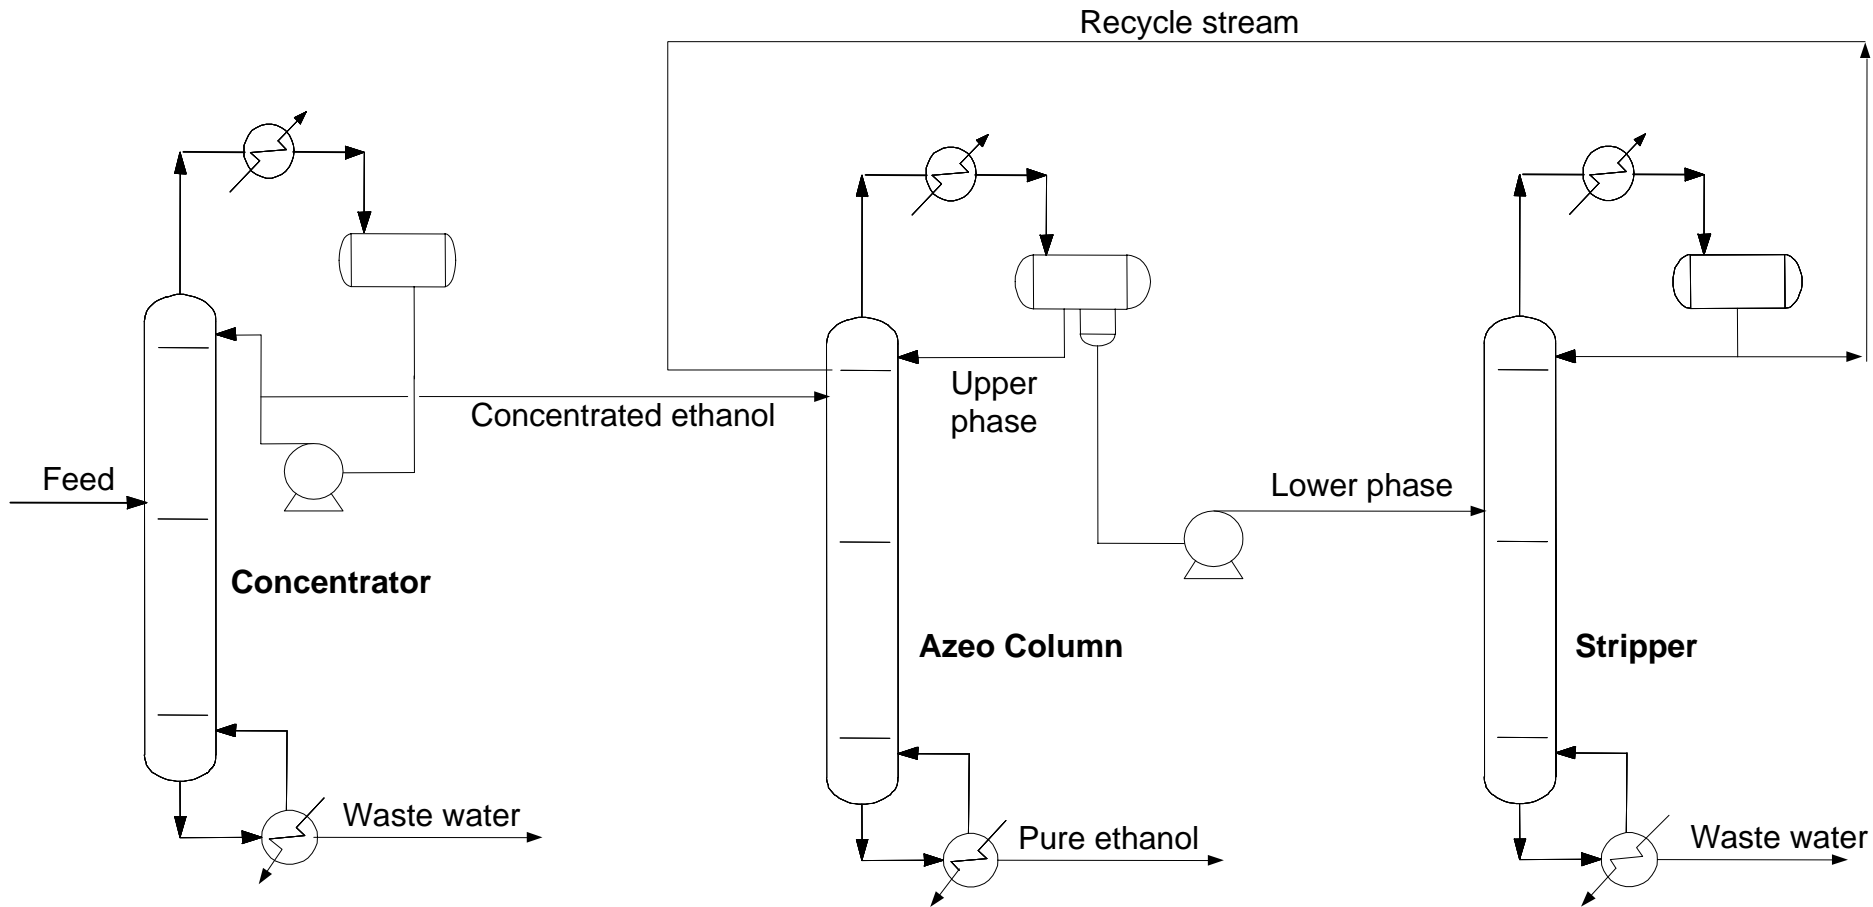 Recycle stream
Upper
phase
Concentrated ethanol
Feed
Lower phase
Concentrator
Azeo Column
Stripper
Waste water
Pure ethanol
Waste water